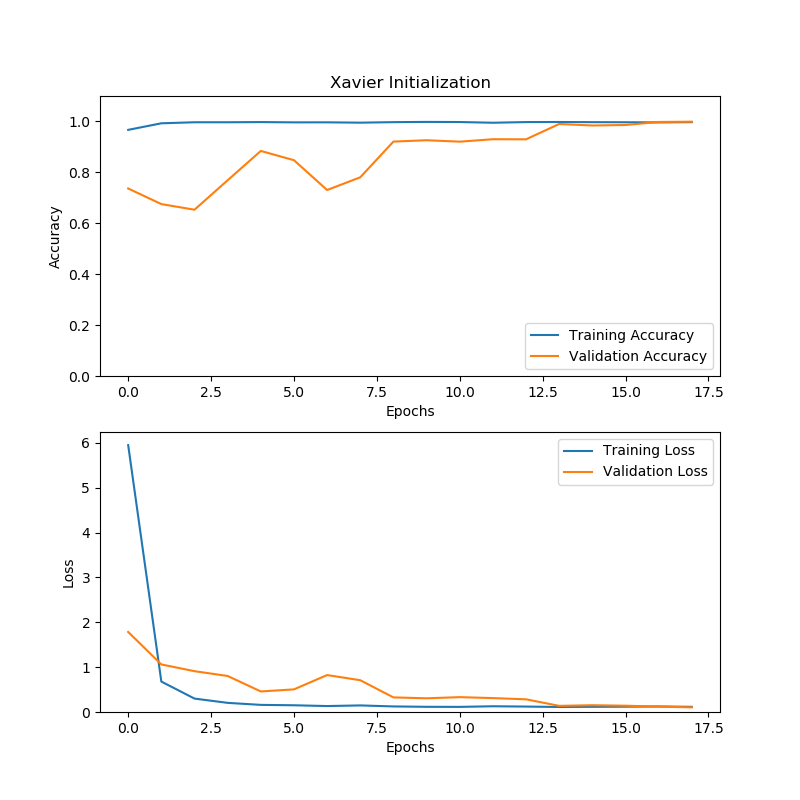 Xavier Initialization
Accuracy
1.0
0.8
0.6
0.4
0.2
0.0
Training Accuracy
Validation Accuracy
0.0 2.5 5.0 7.5 10.0 12.5 15.0 17.5
Epochs
Loss
6
5
4
3
2
1
0
Training Loss
Validation Loss
0.0 2.5 5.0 7.5 10.0 12.5 15.0 17.5
Epochs